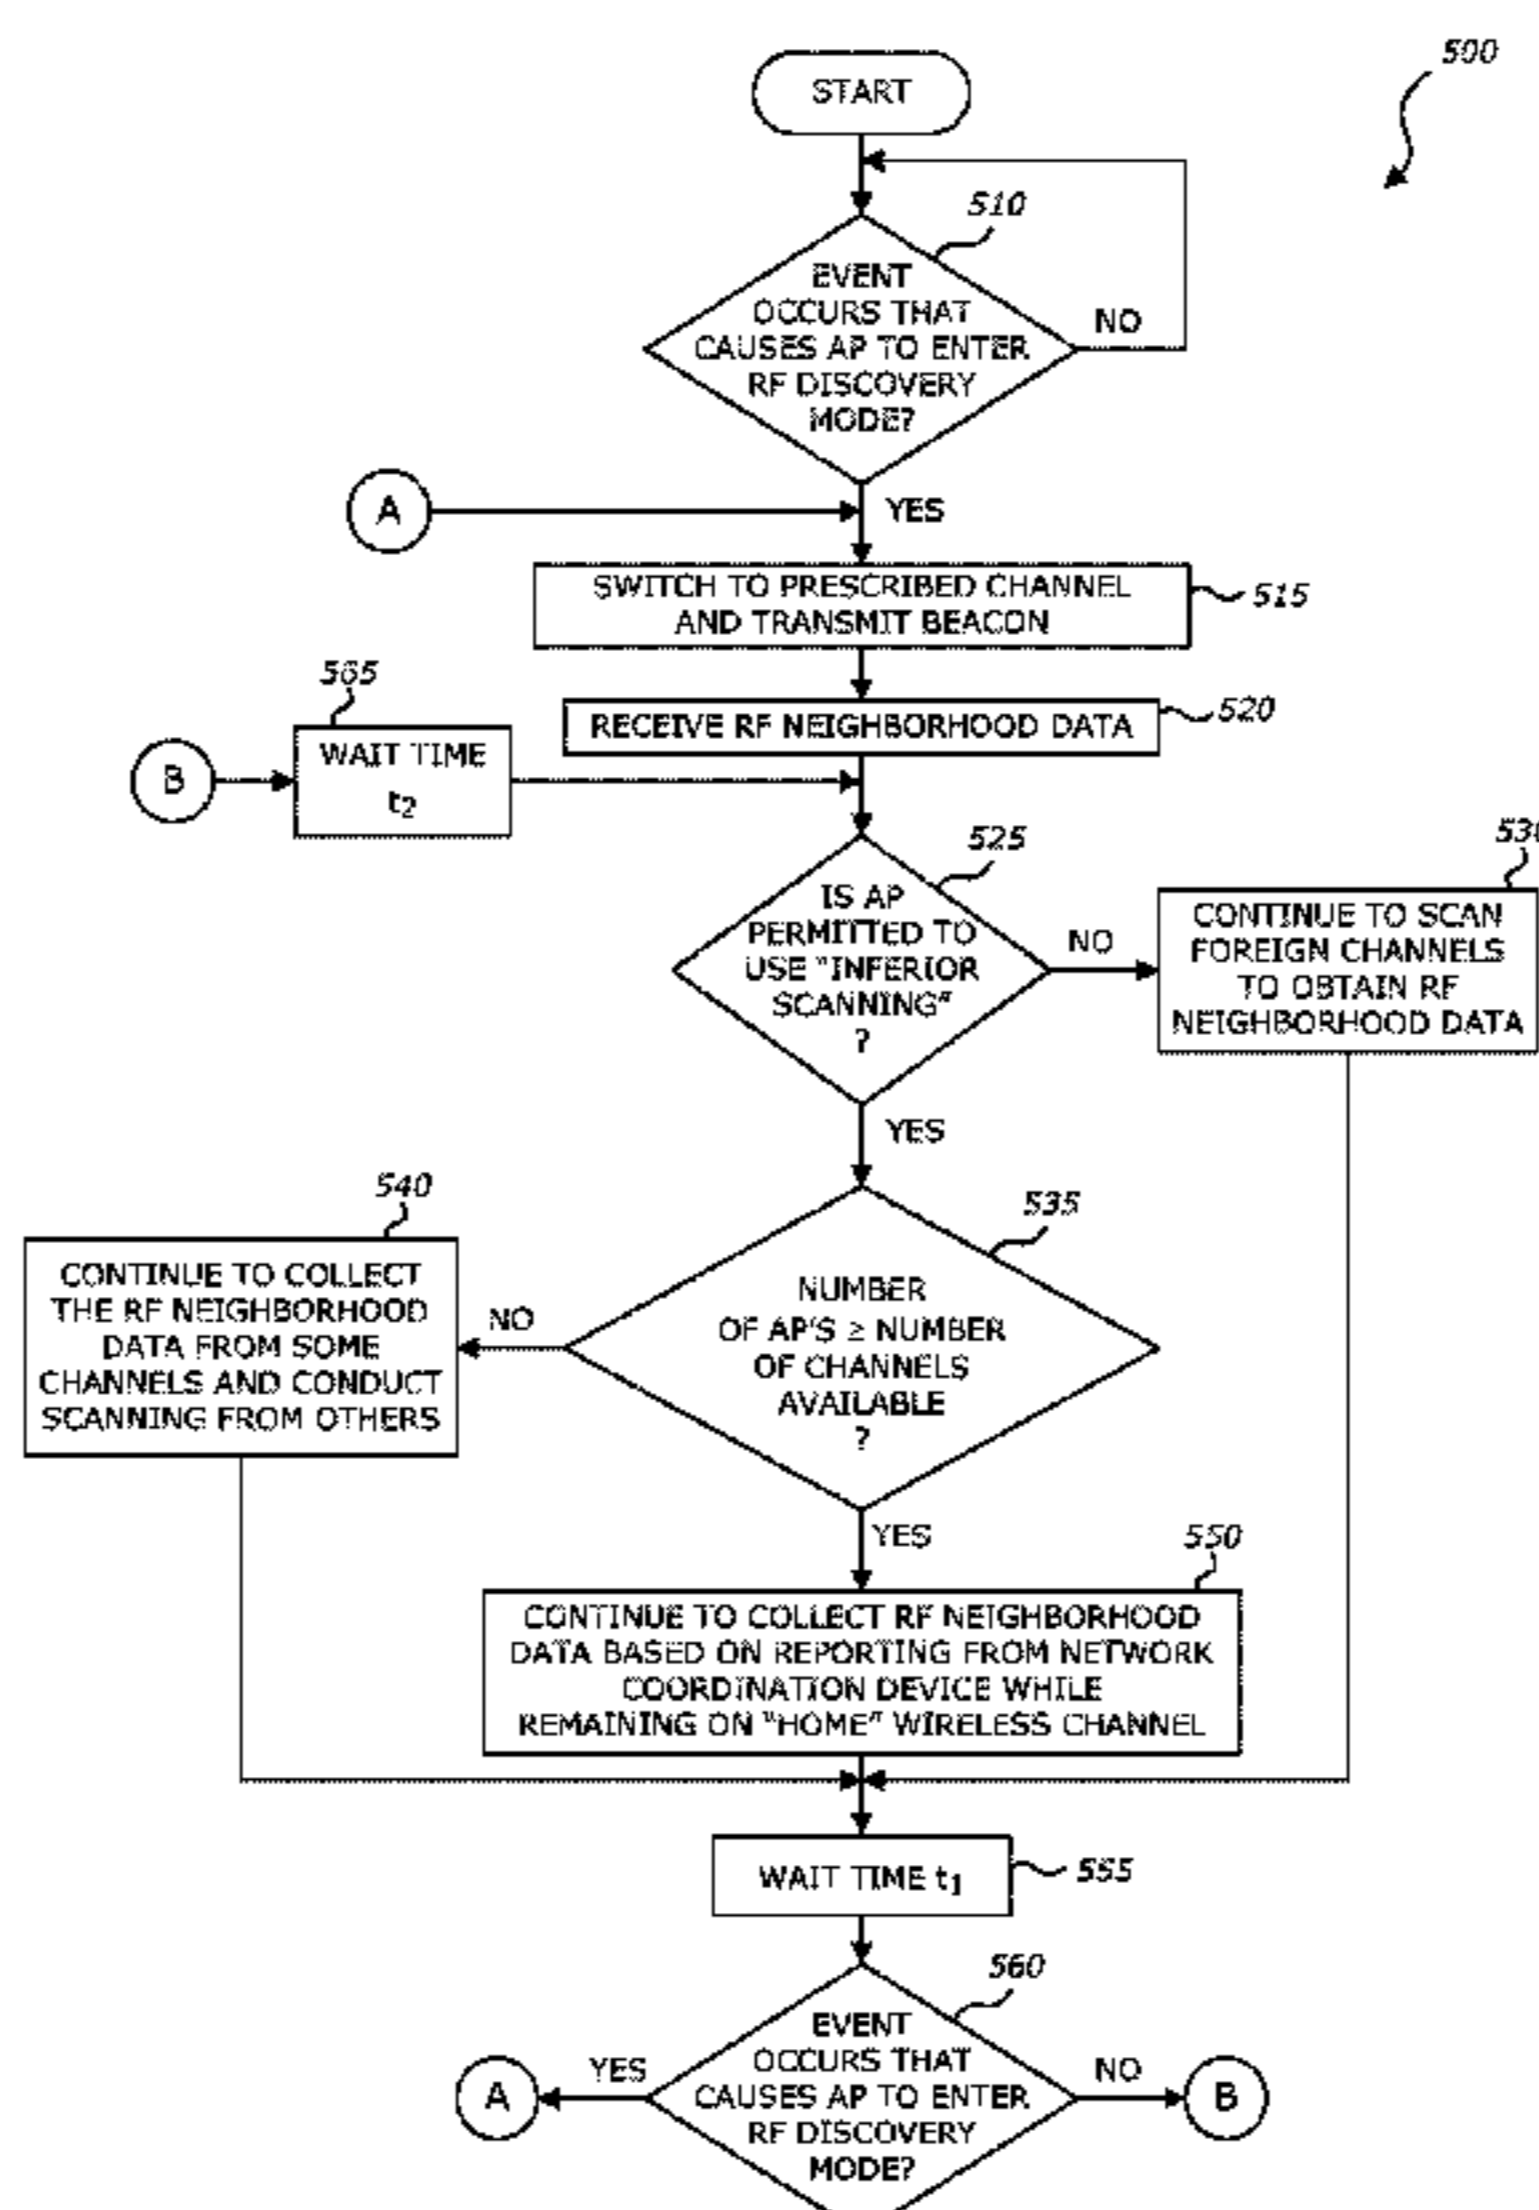 500
START
510
EVENT
OCCURS THAT
CAUSES AP TO ENTER
RF DISCOVERY
MODE?
NO
A
YES
SWITCH TO PRESCRIBED CHANNEL
AND TRANSMIT BEACON
515
565
RECEIVE RF NEIGHBORHOOD DATA
520
B
WAIT TIME
t2
525
530
IS AP
PERMITTED TO
USE "INFERIOR
SCANNING"
?
NO
CONTINUE TO SCAN
FOREIGN CHANNELS
TO OBTAIN RF
NEIGHBORHOOD DATA
YES
540
535
CONTINUE TO COLLECT
THE RF NEIGHBORHOOD
DATA FROM SOME
CHANNELS AND CONDUCT
SCANNING FROM OTHERS
NO
NUMBER
OF AP'S ≥ NUMBER
OF CHANNELS
AVAILABLE
?
YES
550
CONTINUE TO COLLECT RF NEIGHBORHOOD
DATA BASED ON REPORTING FROM NETWORK
COORDINATION DEVICE WHILE
REMAINING ON "HOME" WIRELESS CHANNEL
WAIT TIME t1
555
560
EVENT
OCCURS THAT
CAUSES AP TO ENTER
RF DISCOVERY
MODE?
YES
A
NO
B